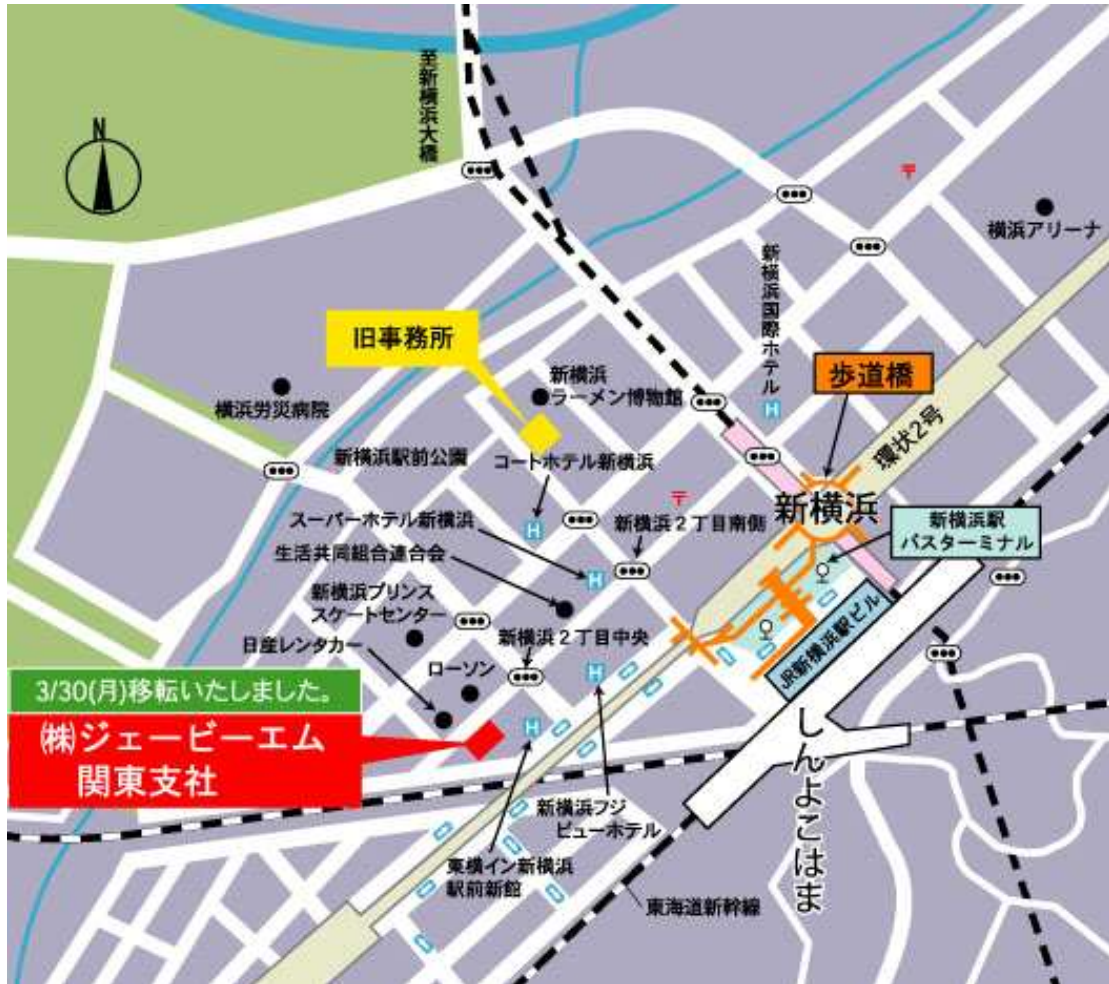 至新横浜大橋
N
〒
横浜アリーナ
新横浜国際ホテル
旧事務所
歩道橋
新横浜
ラーメン博物館
横浜労災病院
H
環状2号
新横浜駅前公園
コートホテル新横浜
〒
新横浜
スーパーホテル新横浜
H
新横浜2丁目南側
新横浜駅
バスターミナル
生活共同組合連合会
H
新横浜プリンス
スケートセンター
新横浜2丁目中央
日産レンタカー
ローソン
H
JR新横浜駅ビル
3/30(月)移転いたしました。
㈱ジェービーエム
関東支社
H
しんよこはま
新横浜フジ
ビューホテル
東横イン新横浜
駅前新館
東海道新幹線